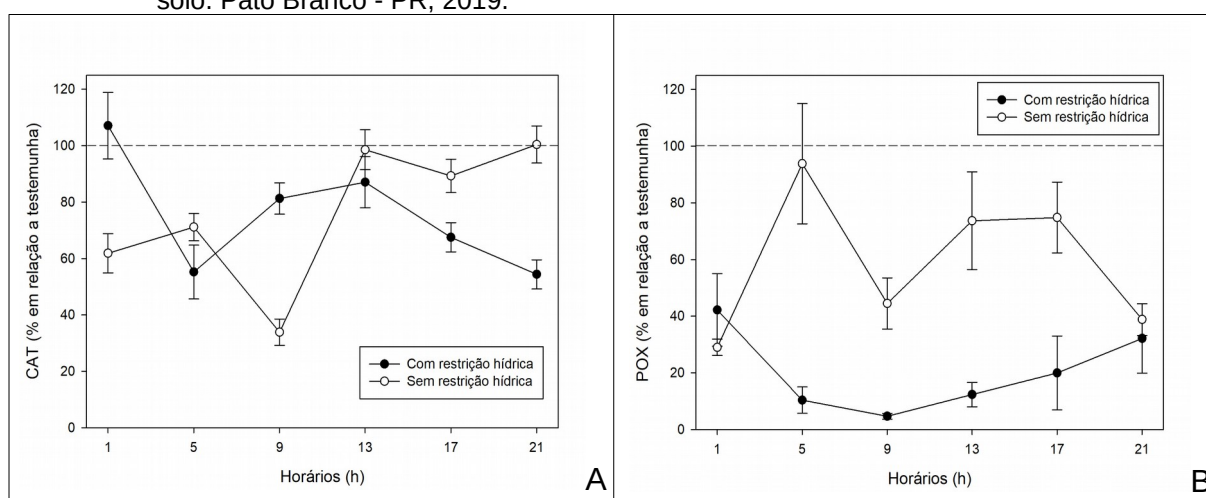 solo. Pato Branco - PR, 2019.
120
100
80
60
40
20
0
CAT (% em relação a testemunha)
Com restrição hídrica
Sem restrição hídrica
1 5 9 13 17 21
Horários (h)
A
120
100
80
60
40
20
0
POX (% em relação a testemunha)
Com restrição hídrica
Sem restrição hídrica
1 5 9 13 17 21
Horários (h)
B